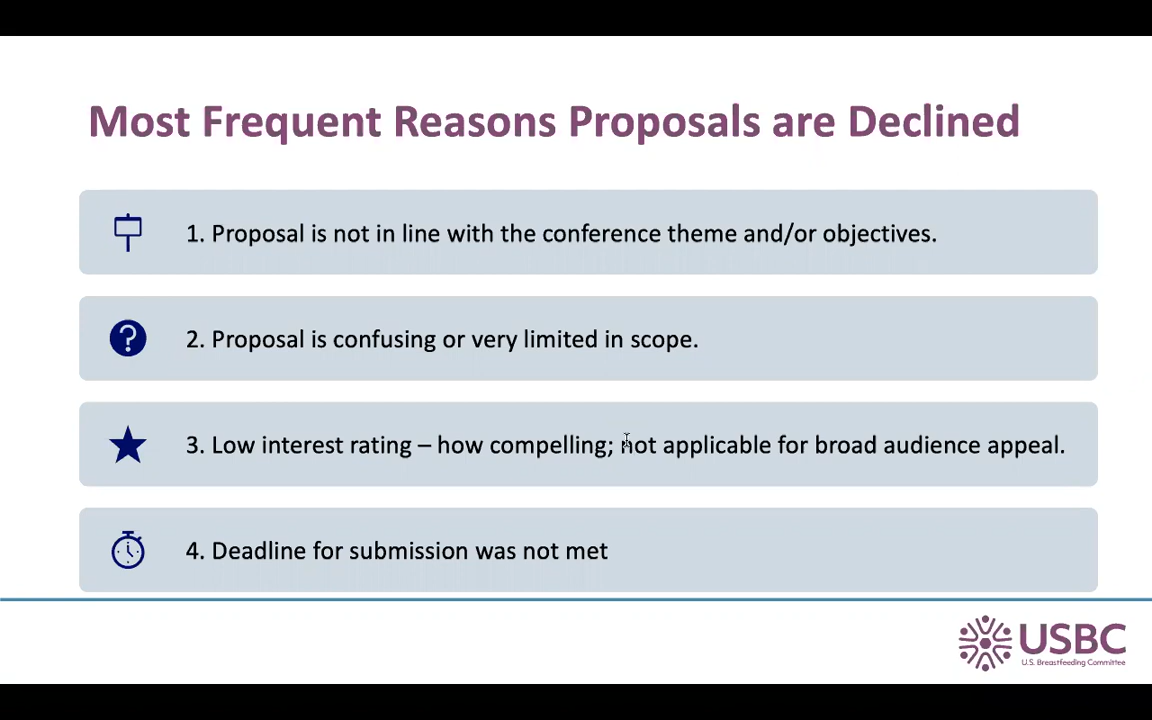 Most Frequent Reasons Proposals are Declined
1. Proposal is not in line with the conference theme and/or objectives.
2. Proposal is confusing or very limited in scope.
3. Low interest rating – how compelling; not applicable for broad audience appeal.
4. Deadline for submission was not met
USBC
U.S. Breastfeeding Committee